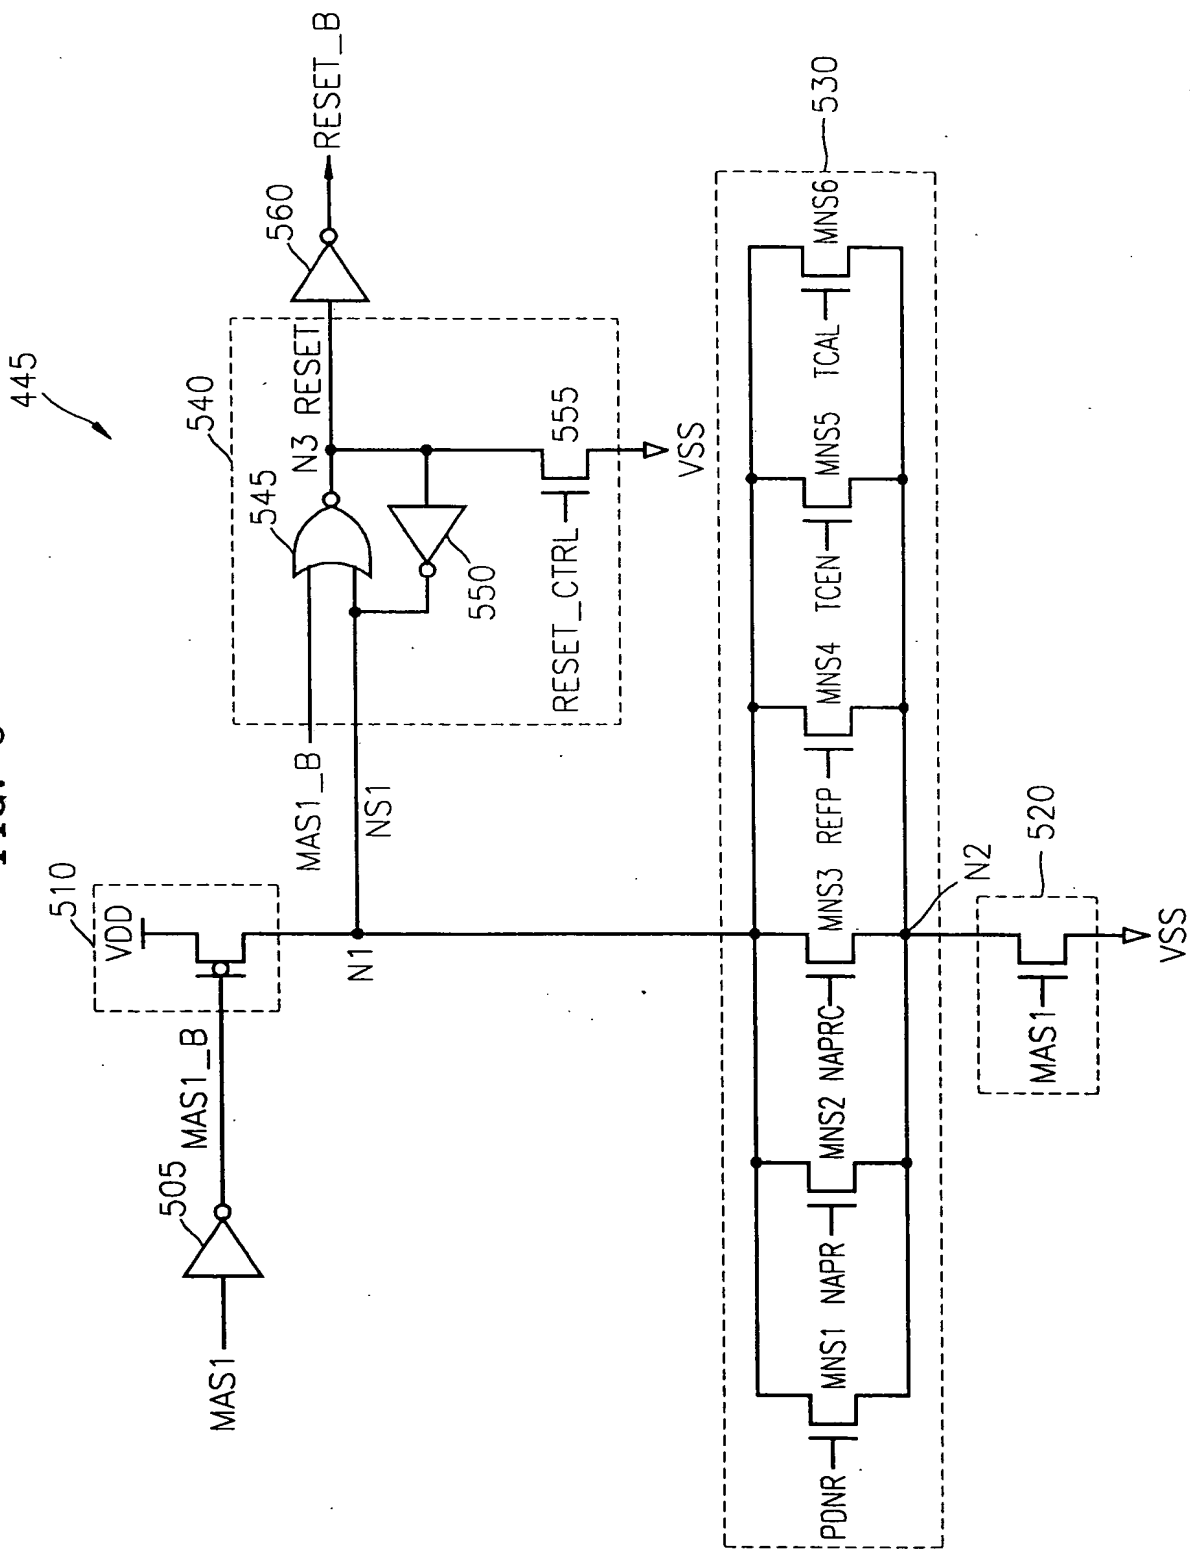 445
510
VDD
505
MAS1
MAS1_B
540
545
560
MAS1_B
N3
RESET
RESET_B
N1
NS1
550
RESET_CTRL
555
VSS
530
PDNR
MNS1
NAPR
MNS2
NAPRC
MNS3
REFP
MNS4
TCEN
MNS5
TCAL
MNS6
N2
520
MAS1
VSS